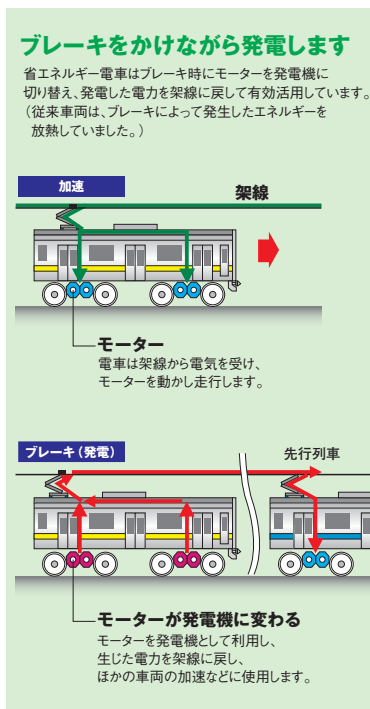 ブレーキをかけながら発電します
省エネルギー電車はブレーキ時にモーターを発電機に
切り替え、発電した電力を架線に戻して有効活用しています。
（従来車両は、ブレーキによって発生したエネルギーを
放熱していました。）
加速
架線
モーター
電車は架線から電気を受け、
モーターを動かし走行します。
ブレーキ（発電）
先行列車
モーターが発電機に変わる
モーターを発電機として利用し、
生じた電力を架線に戻し、
ほかの車両の加速などに使用します。